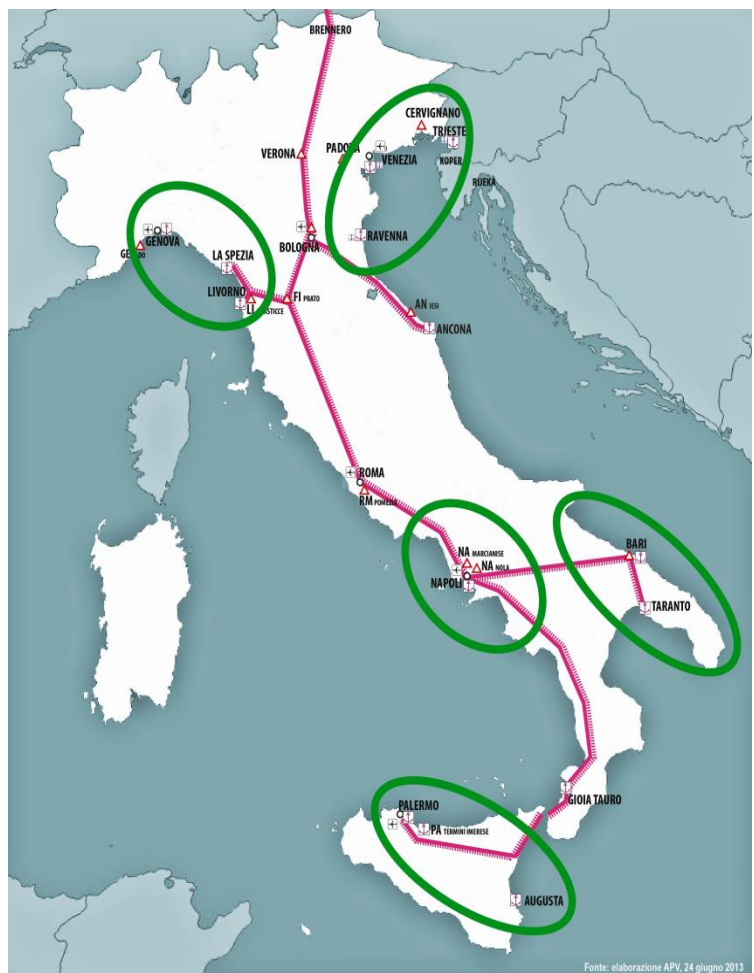 BRENNERO
CERVIGNANO
TRIESTE
VERONA
PADOVA
VENEZIA
KOPER
GENOVA
BOLOGNA
RAVENNA
LA SPEZIA
LIVORNO
FI PRATO
AN IESI
ANCONA
ROMA
RM POMEZIA
NA MARCIANISE
NA NOLA
NAPOLI
BARI
TARANTO
GIOIA TAURO
PALERMO
PA TERMINI IMERESE
AUGUSTA
Fonte: elaborazione APV, 24 giugno 2013